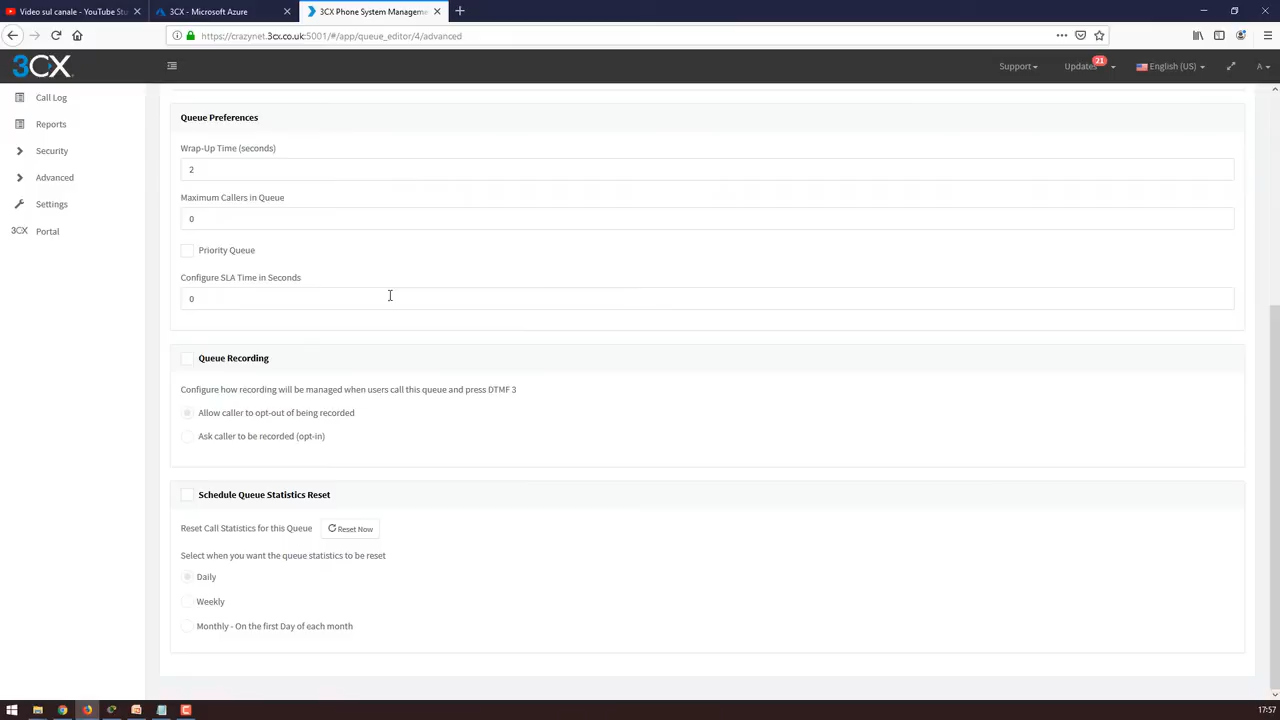 Video sul canale - YouTube Stu
3CX - Microsoft Azure
3CX Phone System Managem
https://crazynet.3cx.co.uk:5001/#/app/queue_editor/4/advanced
3CX
Support
Updates
21
English (US)
A
Call Log
Reports
Security
Advanced
Settings
3CX Portal
Queue Preferences
Wrap-Up Time (seconds)
2
Maximum Callers in Queue
0
Priority Queue
Configure SLA Time in Seconds
0
Queue Recording
Configure how recording will be managed when users call this queue and press DTMF 3
Allow caller to opt-out of being recorded
Ask caller to be recorded (opt-in)
Schedule Queue Statistics Reset
Reset Call Statistics for this Queue
Reset Now
Select when you want the queue statistics to be reset
Daily
Weekly
Monthly - On the first Day of each month
17:57